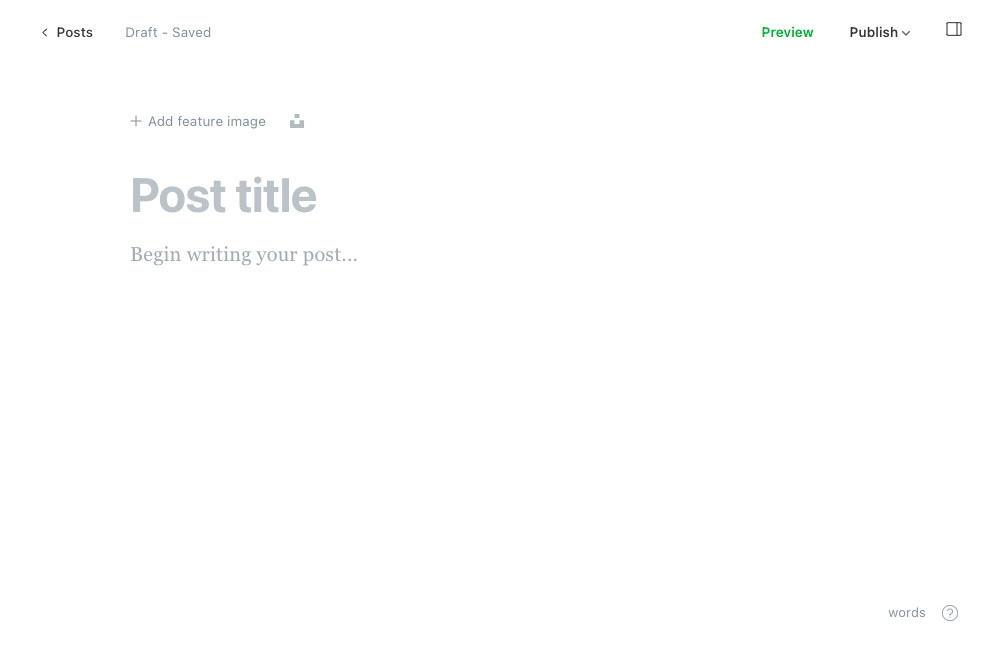 Posts
Draft - Saved
Preview
Publish
Add feature image
Post title
Begin writing your post...
words
?